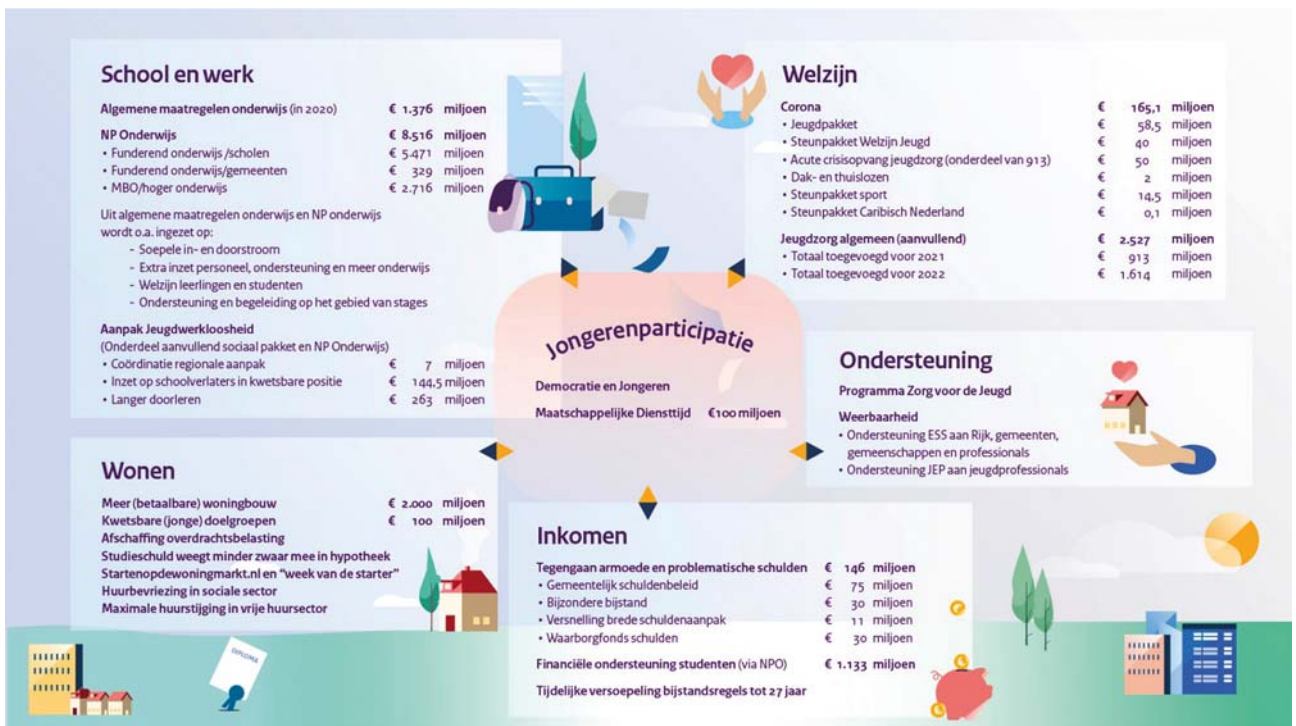 School en werk
Algemene maatregelen onderwijs (in 2020) € 1.376 miljoen
NP Onderwijs € 8.516 miljoen
• Funderend onderwijs /scholen € 5.471 miljoen
• Funderend onderwijs/gemeenten € 329 miljoen
• MBO/hoger onderwijs € 2.716 miljoen
Uit algemene maatregelen onderwijs en NP onderwijs
wordt o.a. ingezet op:
- Soepele in- en doorstroom
- Extra inzet personeel, ondersteuning en meer onderwijs
- Welzijn leerlingen en studenten
- Ondersteuning en begeleiding op het gebied van stages
Aanpak Jeugdwerkloosheid
(Onderdeel aanvullend sociaal pakket en NP Onderwijs)
• Coördinatie regionale aanpak € 7 miljoen
• Inzet op schoolverlaters in kwetsbare positie € 144,5 miljoen
• Langer doorleren € 263 miljoen
Welzijn
Corona € 165,1 miljoen
• Jeugdpakket € 58,5 miljoen
• Steunpakket Welzijn Jeugd € 40 miljoen
• Acute crisisopvang jeugdzorg (onderdeel van 913) € 50 miljoen
• Dak- en thuislozen € 2 miljoen
• Steunpakket sport € 14,5 miljoen
• Steunpakket Caribisch Nederland € 0,1 miljoen
Jeugdzorg algemeen (aanvullend) € 2.527 miljoen
• Totaal toegevoegd voor 2021 € 913 miljoen
• Totaal toegevoegd voor 2022 € 1.614 miljoen
Jongerenparticipatie
Democratie en Jongeren
Maatschappelijke Diensttijd €100 miljoen
Ondersteuning
Programma Zorg voor de Jeugd
Weerbaarheid
• Ondersteuning ESS aan Rijk, gemeenten,
gemeenschappen en professionals
• Ondersteuning JEP aan jeugdprofessionals
Wonen
Meer (betaalbare) woningbouw € 2.000 miljoen
Kwetsbare (jonge) doelgroepen € 100 miljoen
Afschaffing overdrachtsbelasting
Studieschuld weegt minder zwaar mee in hypotheek
Startenopdewoningmarkt.nl en "week van de starter"
Huurbevriezing in sociale sector
Maximale huurstijging in vrije huursector
Inkomen
Tegengaan armoede en problematische schulden € 146 miljoen
• Gemeentelijk schuldenbeleid € 75 miljoen
• Bijzondere bijstand € 30 miljoen
• Versnelling brede schuldenaanpak € 11 miljoen
• Waarborgfonds schulden € 30 miljoen
Financiële ondersteuning studenten (via NPO) € 1.133 miljoen
Tijdelijke versoepeling bijstandsregels tot 27 jaar
DIPLOMA